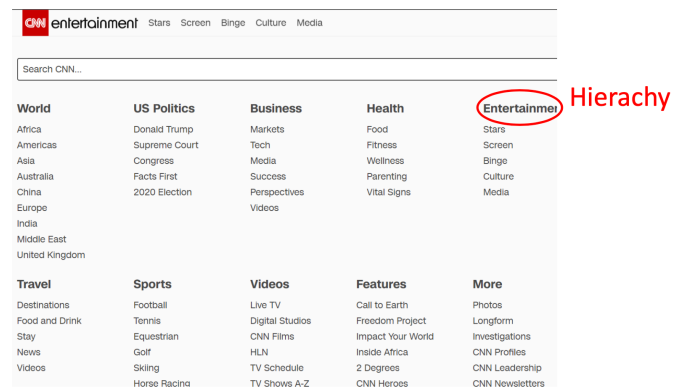 CNN entertainment Stars Screen Binge Culture Media
Search CNN...
Hierachy
World US Politics Business Health Entertainmen
Africa Donald Trump Markets Food Stars
Americas Supreme Court Tech Fitness Screen
Asia Congress Media Wellness Binge
Australia Facts First Success Parenting Culture
China 2020 Election Perspectives Vital Signs Media
Europe Videos
India
Middle East
United Kingdom
Travel Sports Videos Features More
Destinations Football Live TV Call to Earth Photos
Food and Drink Tennis Digital Studios Freedom Project Longform
Stay Equestrian CNN Films Impact Your World Investigations
News Golf HLN Inside Africa CNN Profiles
Videos Skiing TV Schedule 2 Degrees CNN Leadership
Horse Racing TV Shows A-Z CNN Heroes CNN Newsletters